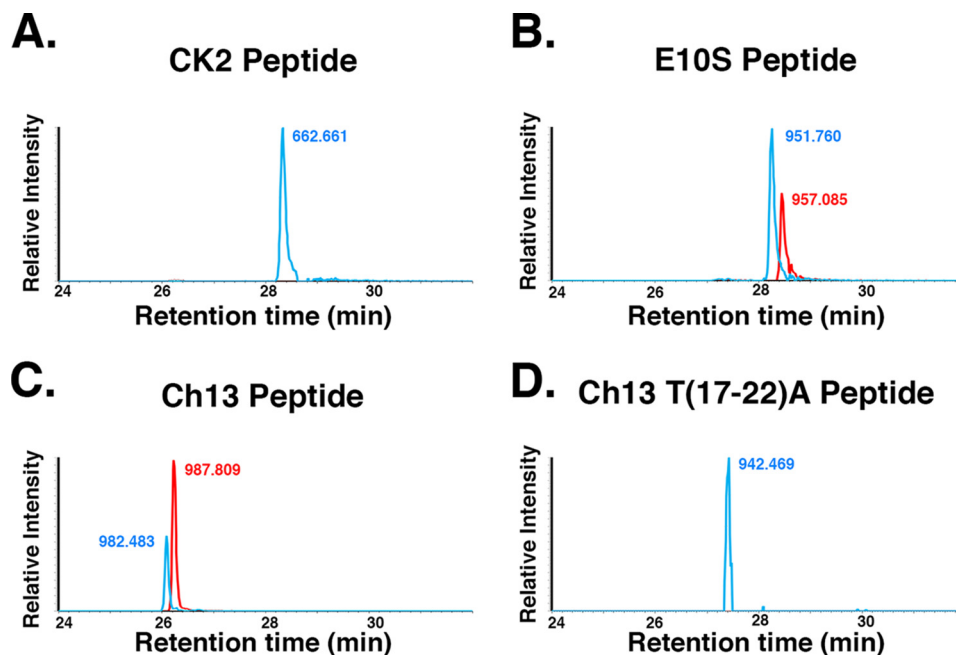 A.
CK2 Peptide
Relative Intensity
662.661
24 26 28 30
Retention time (min)
B.
E10S Peptide
Relative Intensity
951.760
957.085
24 26 28 30
Retention time (min)
C.
Ch13 Peptide
Relative Intensity
987.809
982.483
24 26 28 30
Retention time (min)
D.
Ch13 T(17-22)A Peptide
Relative Intensity
942.469
24 26 28 30
Retention time (min)